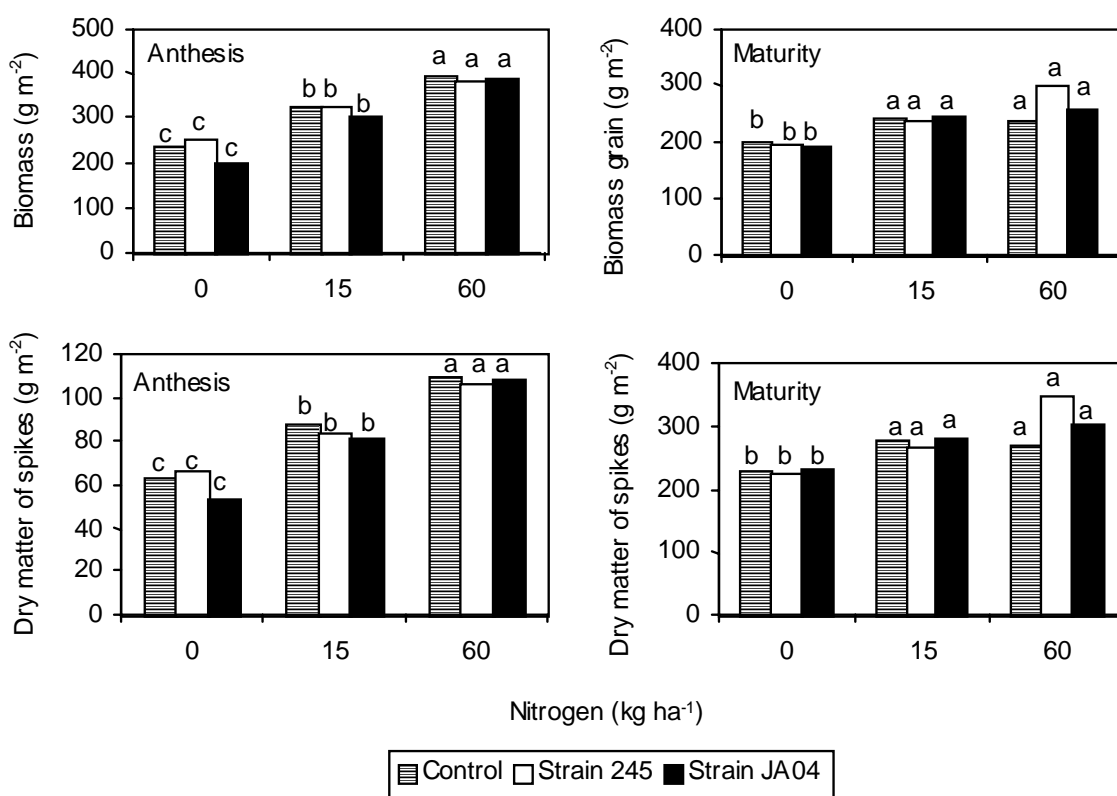 Biomass (g m⁻²)
500
400
300
200
100
0
Anthesis
c c c
b b b
a a a
0 15 60
Biomass grain (g m⁻²)
400
300
200
100
0
Maturity
b b b
a a a
a a a
0 15 60
Dry matter of spikes (g m⁻²)
120
100
80
60
40
20
0
Anthesis
c c c
b b b
a a a
0 15 60
Dry matter of spikes (g m⁻²)
400
300
200
100
0
Maturity
b b b
a a a
a a a
0 15 60
Nitrogen (kg ha⁻¹)
Control Strain 245 Strain JA04